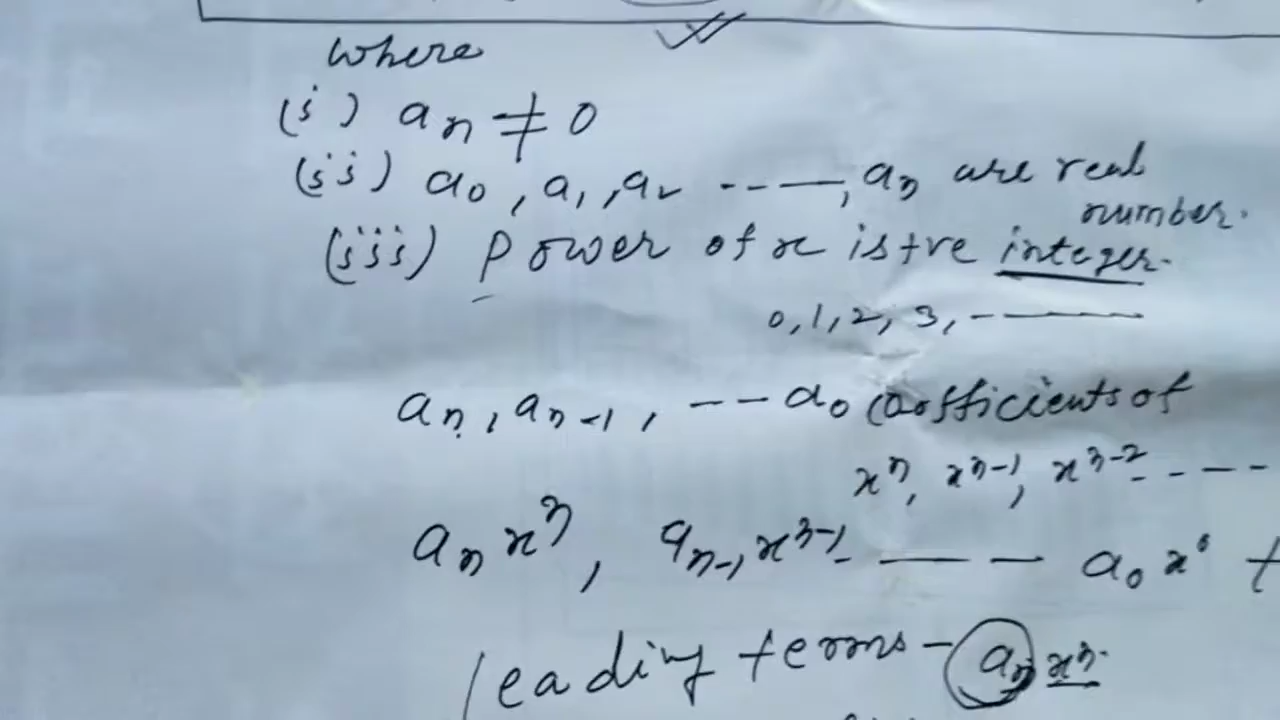 where
(i) aₙ ≠ 0
(ii) a₀, a₁, a₂ -----, aₙ are real
number.
(iii) Power of x is +ve integer.
0, 1, 2, 3, -----
aₙ, aₙ₋₁, --- a₀ coofficients of
xⁿ, xⁿ⁻¹, xⁿ⁻² ----
aₙxⁿ, aₙ₋₁xⁿ⁻¹ ---- a₀x⁰ t
leading terms - aₙxⁿ.